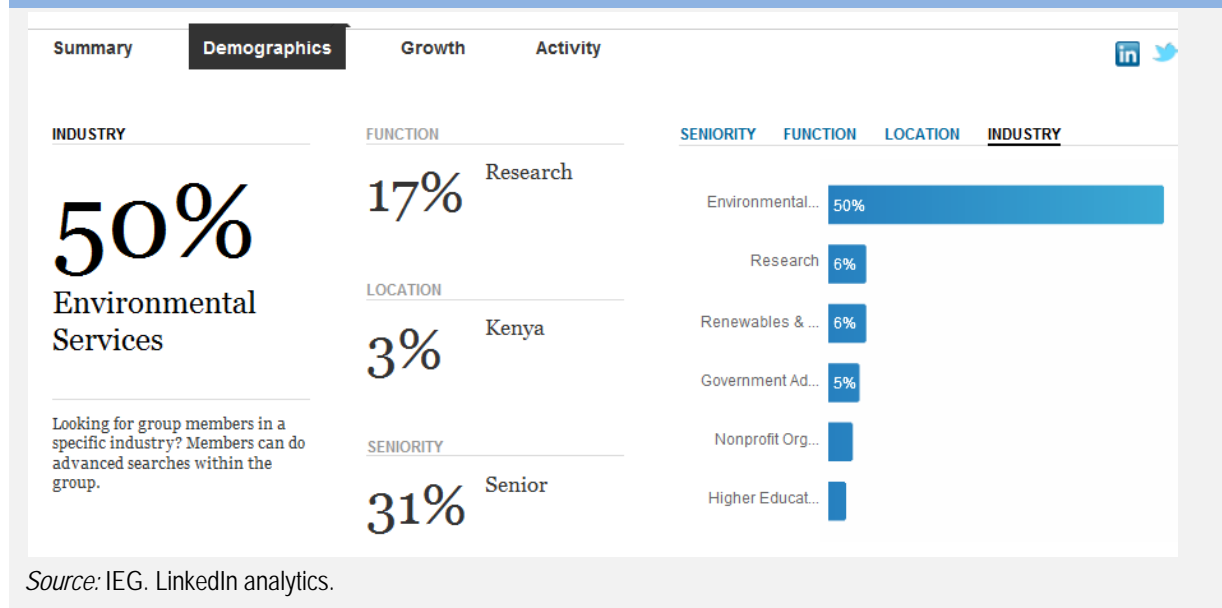 Summary Demographics Growth Activity
in
INDUSTRY
50%
Environmental
Services
Looking for group members in a
specific industry? Members can do
advanced searches within the
group.
FUNCTION
17% Research
LOCATION
3% Kenya
SENIORITY
31% Senior
SENIORITY FUNCTION LOCATION INDUSTRY
Environmental... 50%
Research 6%
Renewables & ... 6%
Government Ad... 5%
Nonprofit Org...
Higher Educat...
Source: IEG. LinkedIn analytics.